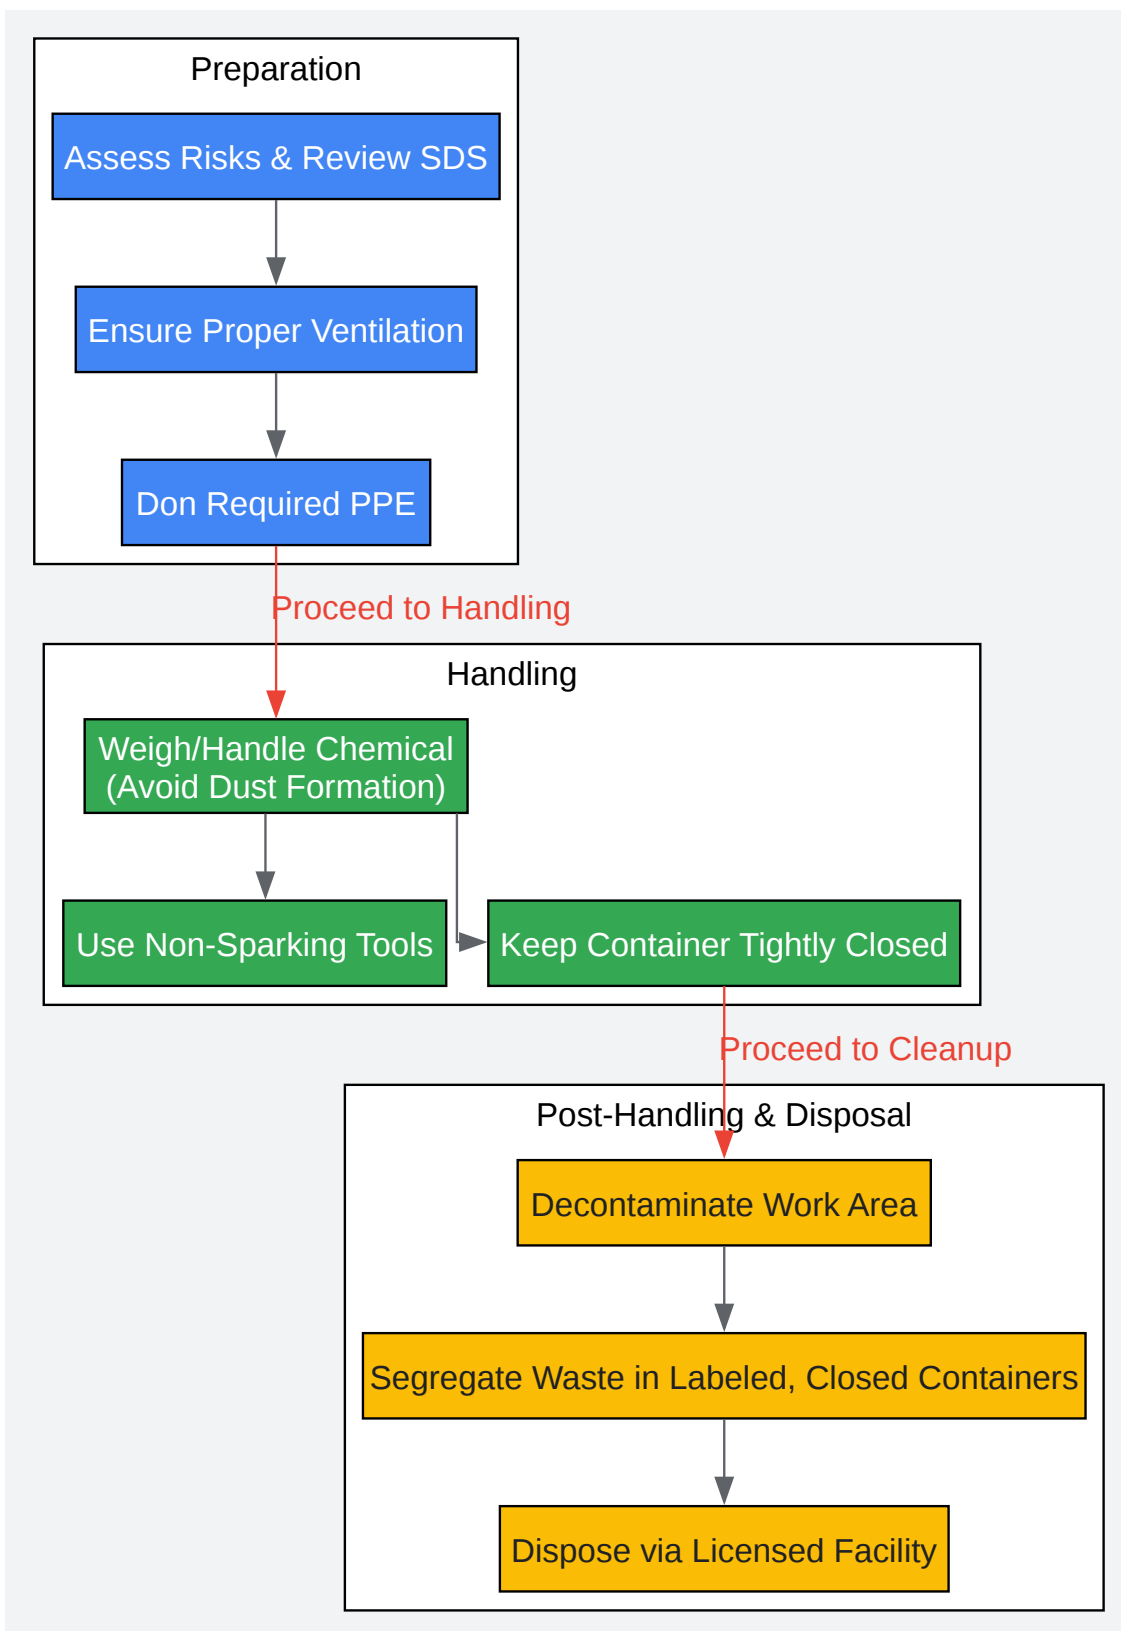 Preparation
Assess Risks & Review SDS
Ensure Proper Ventilation
Don Required PPE
Proceed to Handling
Handling
Weigh/Handle Chemical
(Avoid Dust Formation)
Use Non-Sparking Tools
Keep Container Tightly Closed
Proceed to Cleanup
Post-Handling & Disposal
Decontaminate Work Area
Segregate Waste in Labeled, Closed Containers
Dispose via Licensed Facility